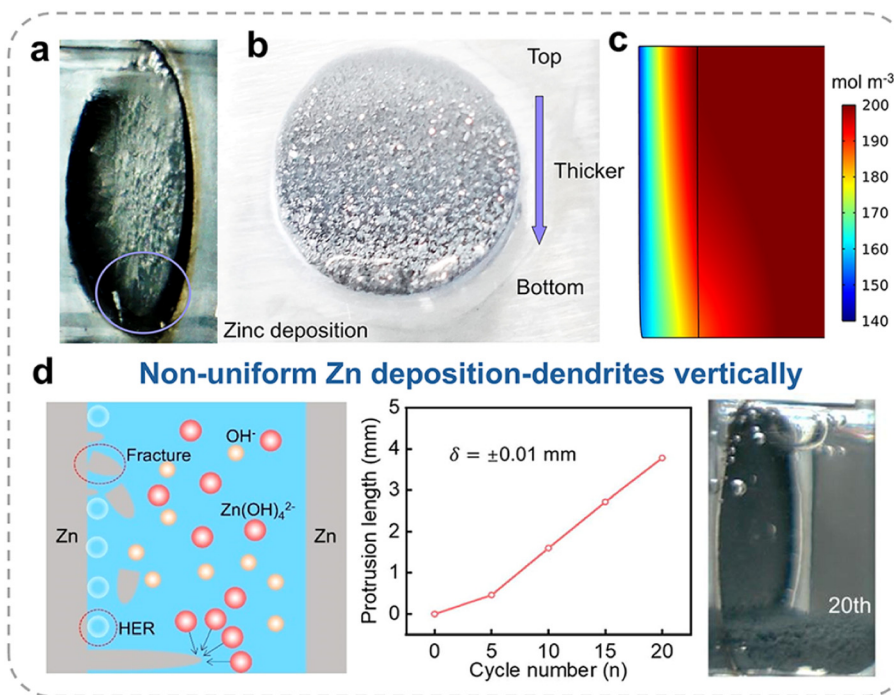 a
b
c
Top
Thicker
Bottom
Zinc deposition
mol m⁻³
200
190
180
170
160
150
140
d
Non-uniform Zn deposition-dendrites vertically
Zn
Fracture
OH⁻
Zn(OH)₄²⁻
Zn
HER
Protrusion length (mm)
5
4
3
2
1
0
δ = ±0.01 mm
0 5 10 15 20
Cycle number (n)
20th